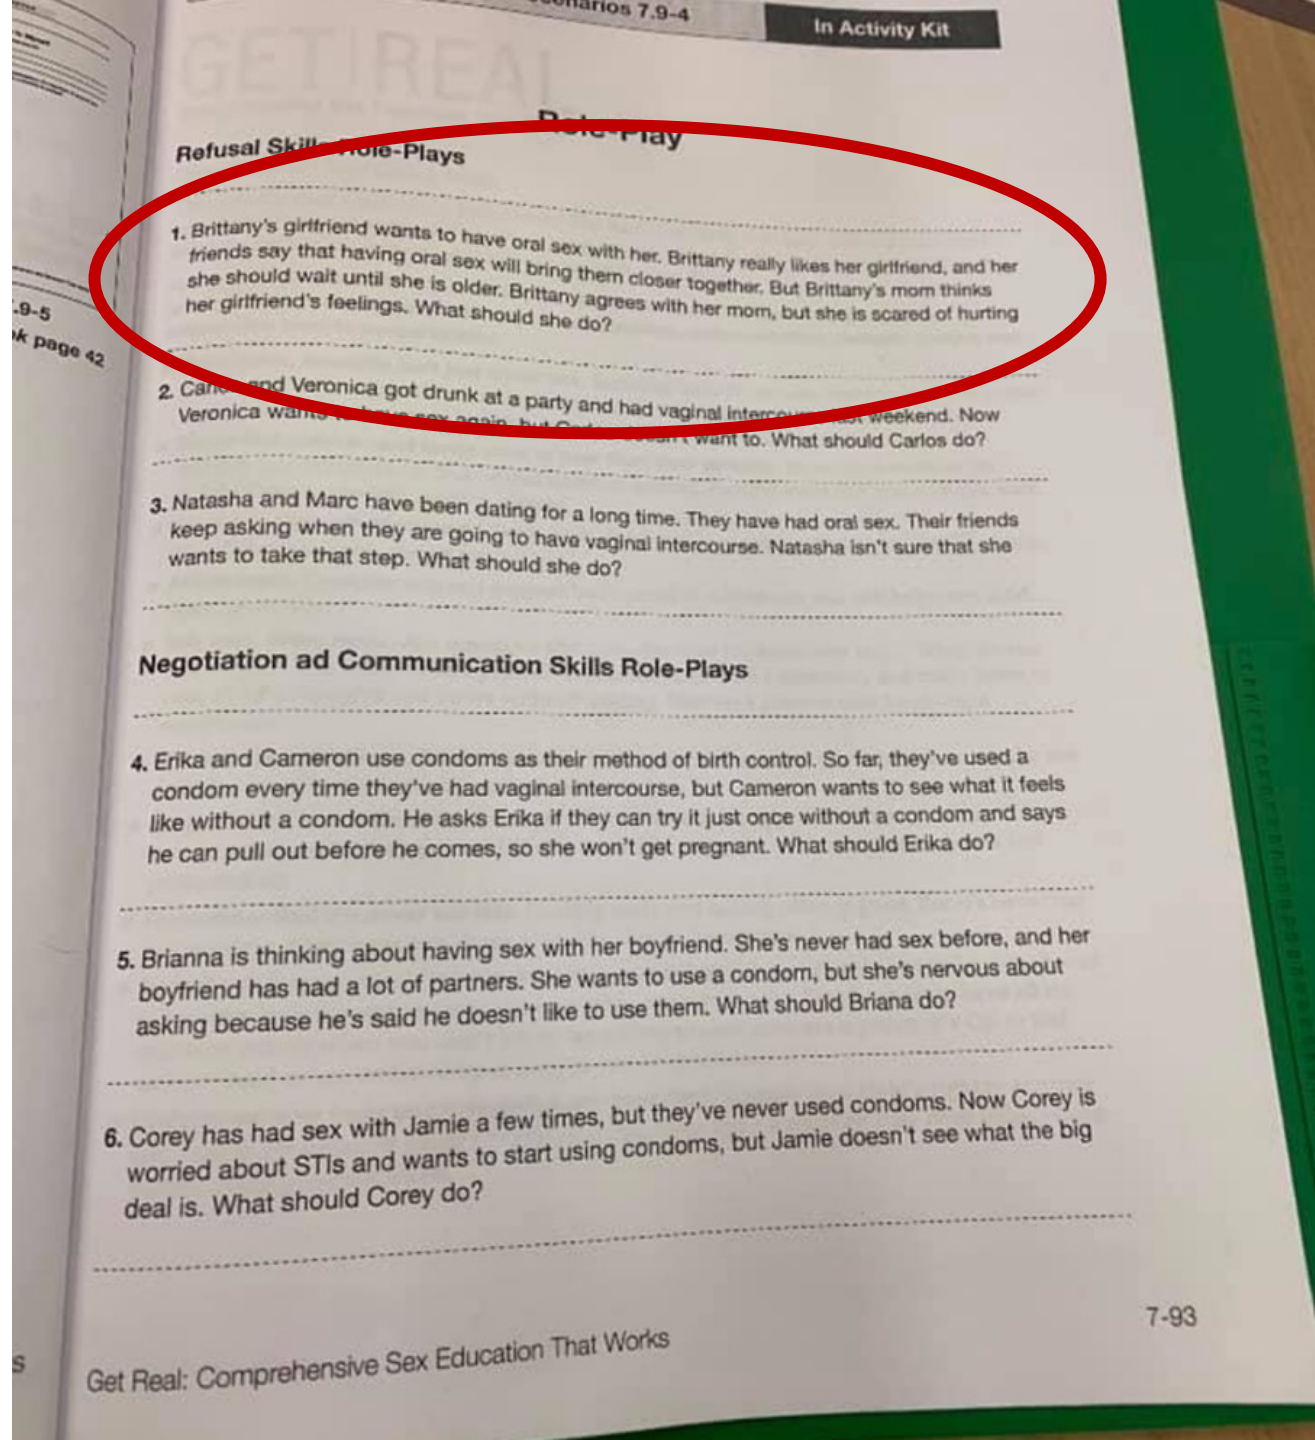 7.9-4
In Activity Kit
GET REAL
Role-Play
Refusal Skills Role-Plays
1. Brittany's girlfriend wants to have oral sex with her. Brittany really likes her girlfriend, and her
friends say that having oral sex will bring them closer together. But Brittany's mom thinks
she should wait until she is older. Brittany agrees with her mom, but she is scared of hurting
her girlfriend's feelings. What should she do?
.9-5
page 42
2. and Veronica got drunk at a party and had vaginal weekend. Now
Veronica want to. What should Carlos do?
3. Natasha and Marc have been dating for a long time. They have had oral sex. Their friends
keep asking when they are going to have vaginal intercourse. Natasha isn't sure that she
wants to take that step. What should she do?
Negotiation ad Communication Skills Role-Plays
4. Erika and Cameron use condoms as their method of birth control. So far, they've used a
condom every time they've had vaginal intercourse, but Cameron wants to see what it feels
like without a condom. He asks Erika if they can try it just once without a condom and says
he can pull out before he comes, so she won't get pregnant. What should Erika do?
5. Brianna is thinking about having sex with her boyfriend. She's never had sex before, and her
boyfriend has had a lot of partners. She wants to use a condom, but she's nervous about
asking because he's said he doesn't like to use them. What should Briana do?
6. Corey has had sex with Jamie a few times, but they've never used condoms. Now Corey is
worried about STIs and wants to start using condoms, but Jamie doesn't see what the big
deal is. What should Corey do?
7-93
Get Real: Comprehensive Sex Education That Works